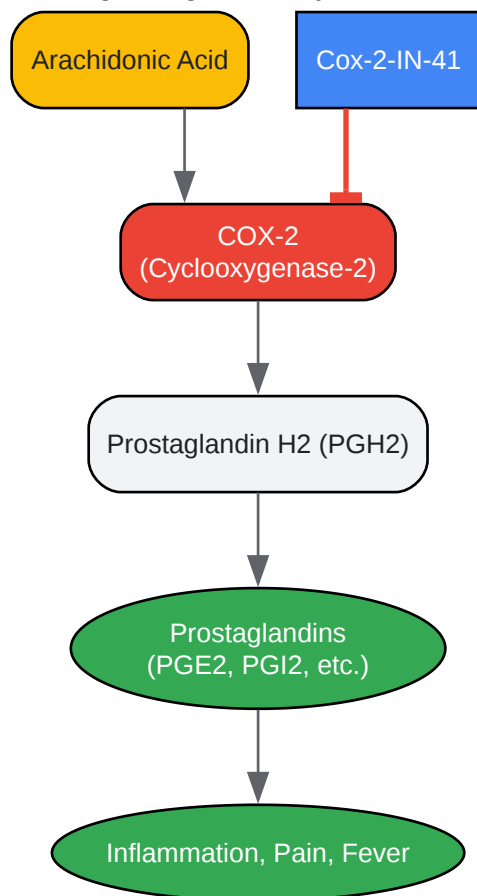 Arachidonic Acid
Cox-2-IN-41
COX-2
(Cyclooxygenase-2)
Prostaglandin H2 (PGH2)
Prostaglandins
(PGE2, PGI2, etc.)
Inflammation, Pain, Fever